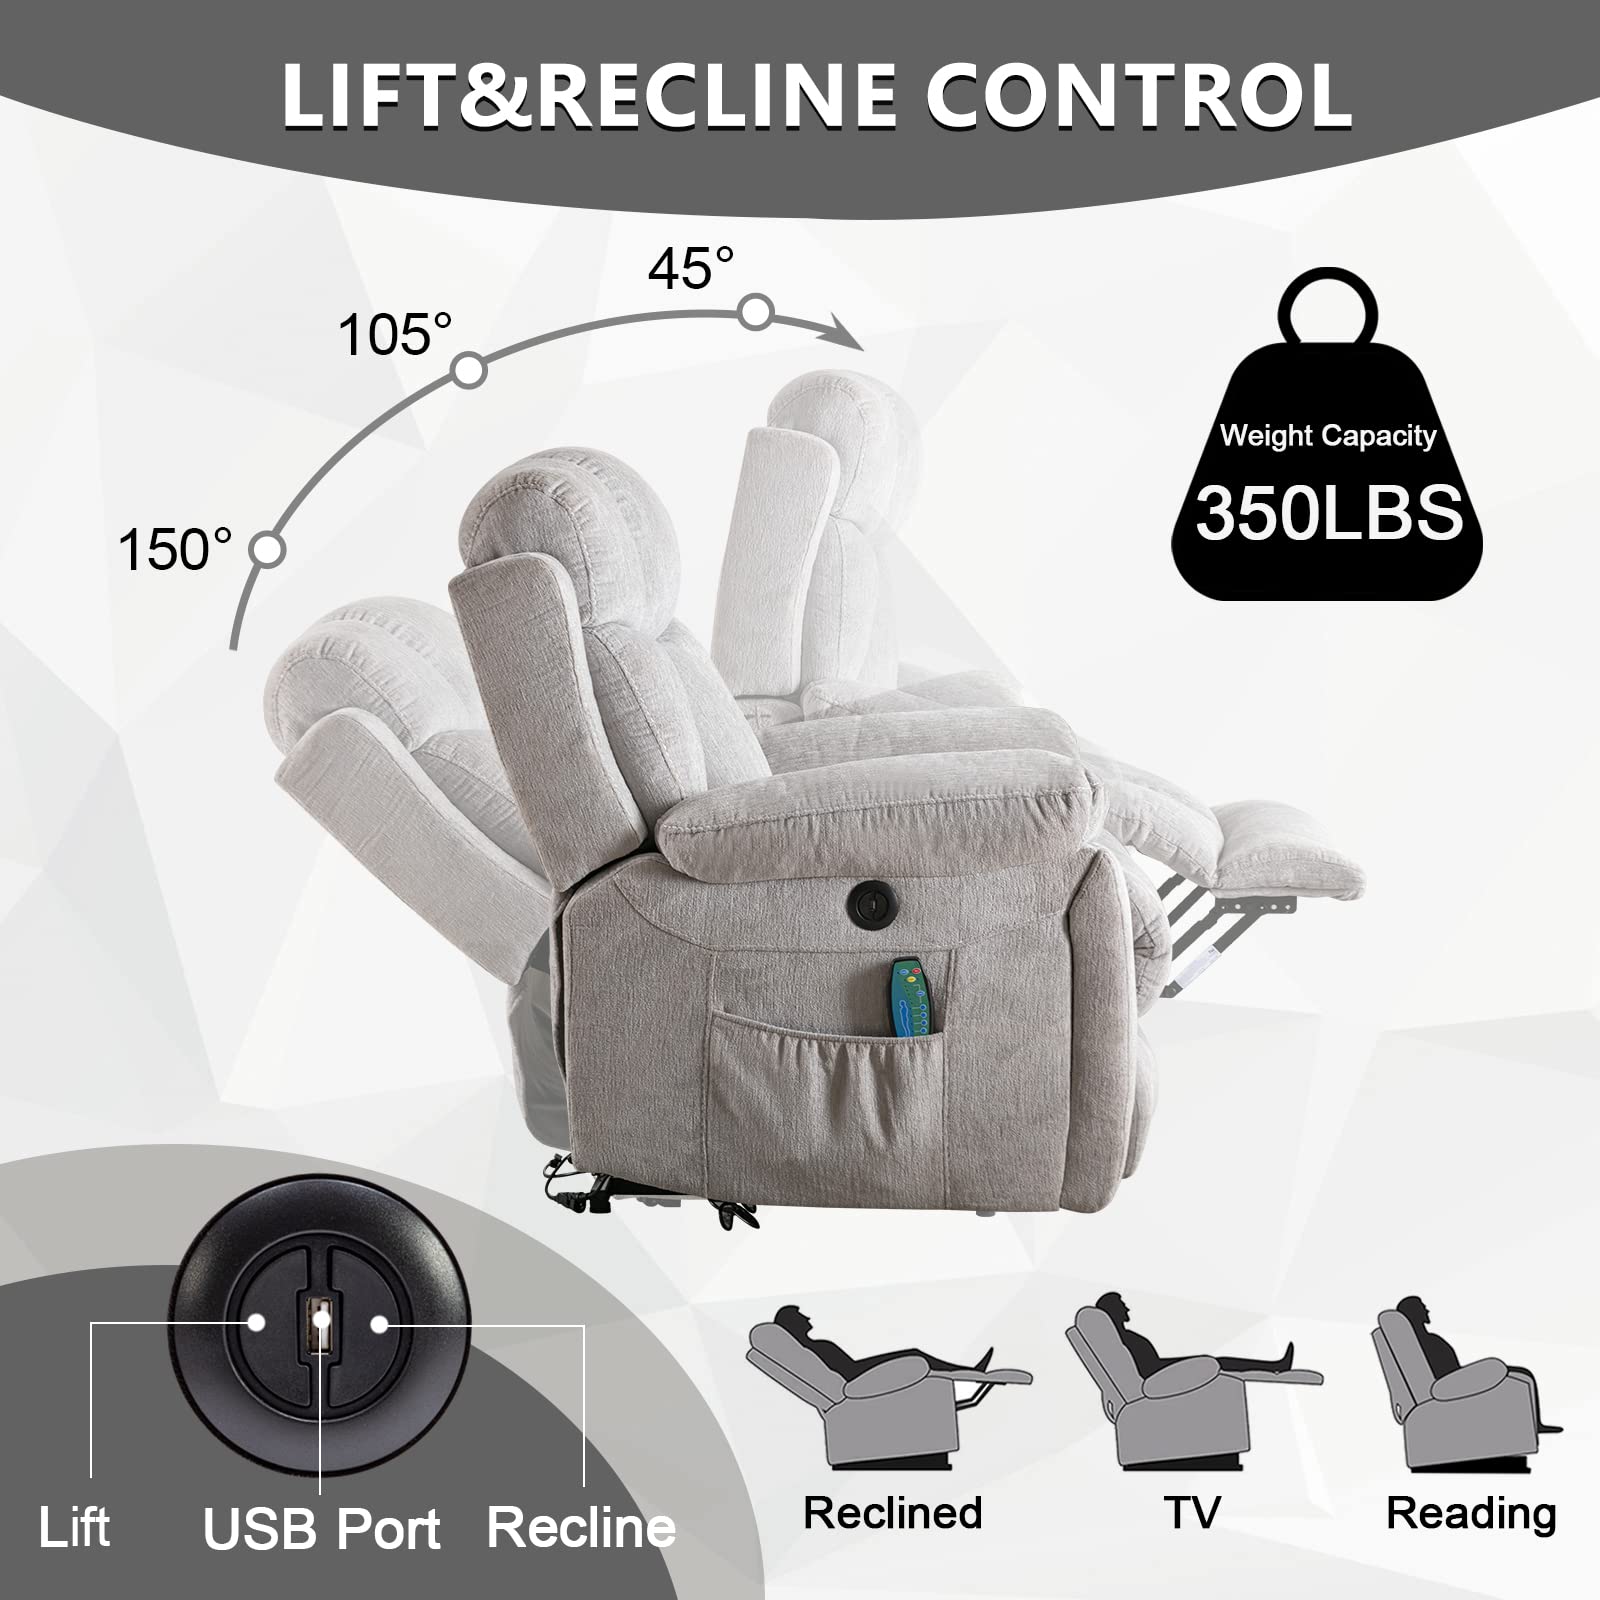 LIFT&RECLINE CONTROL
45°
105°
150°
Weight Capacity
350LBS
Lift
USB Port
Recline
Reclined
TV
Reading